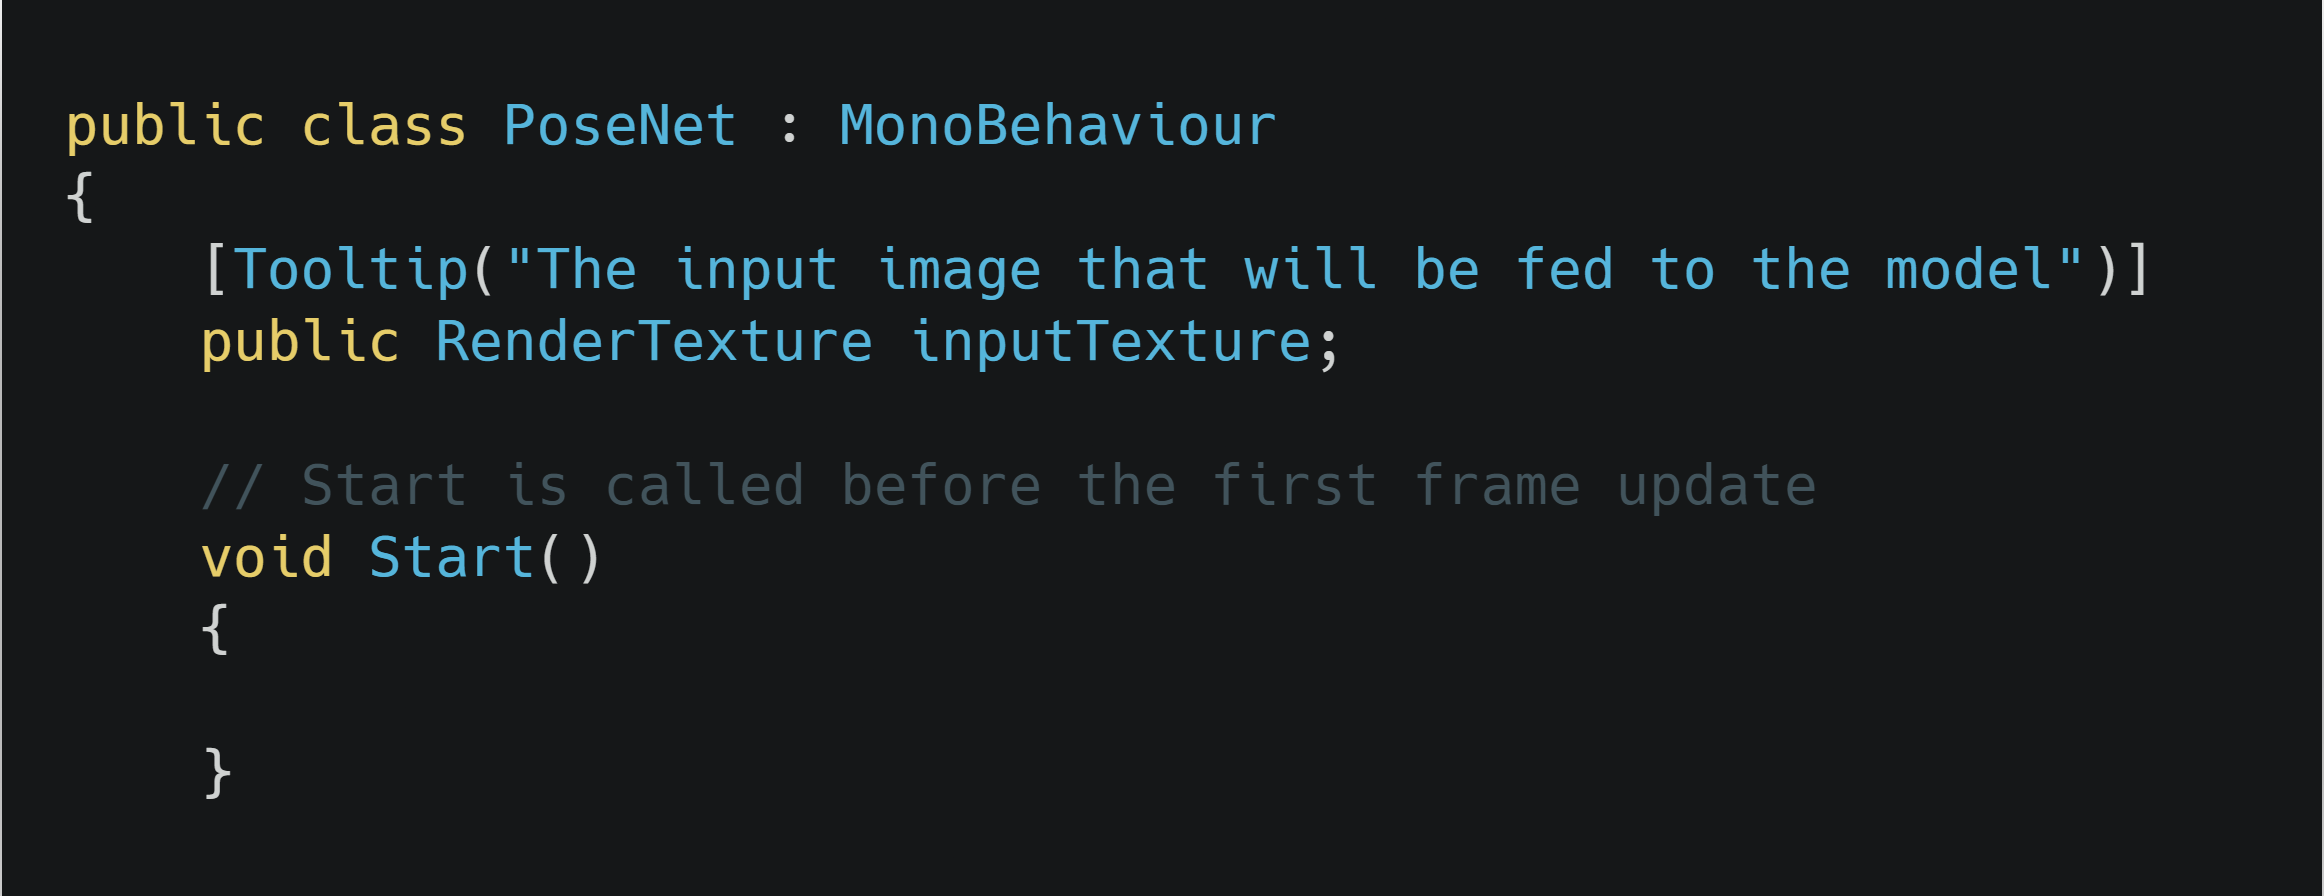 public class PoseNet : MonoBehaviour
{
    [Tooltip("The input image that will be fed to the model")]
    public RenderTexture inputTexture;

    // Start is called before the first frame update
    void Start()
    {

    }